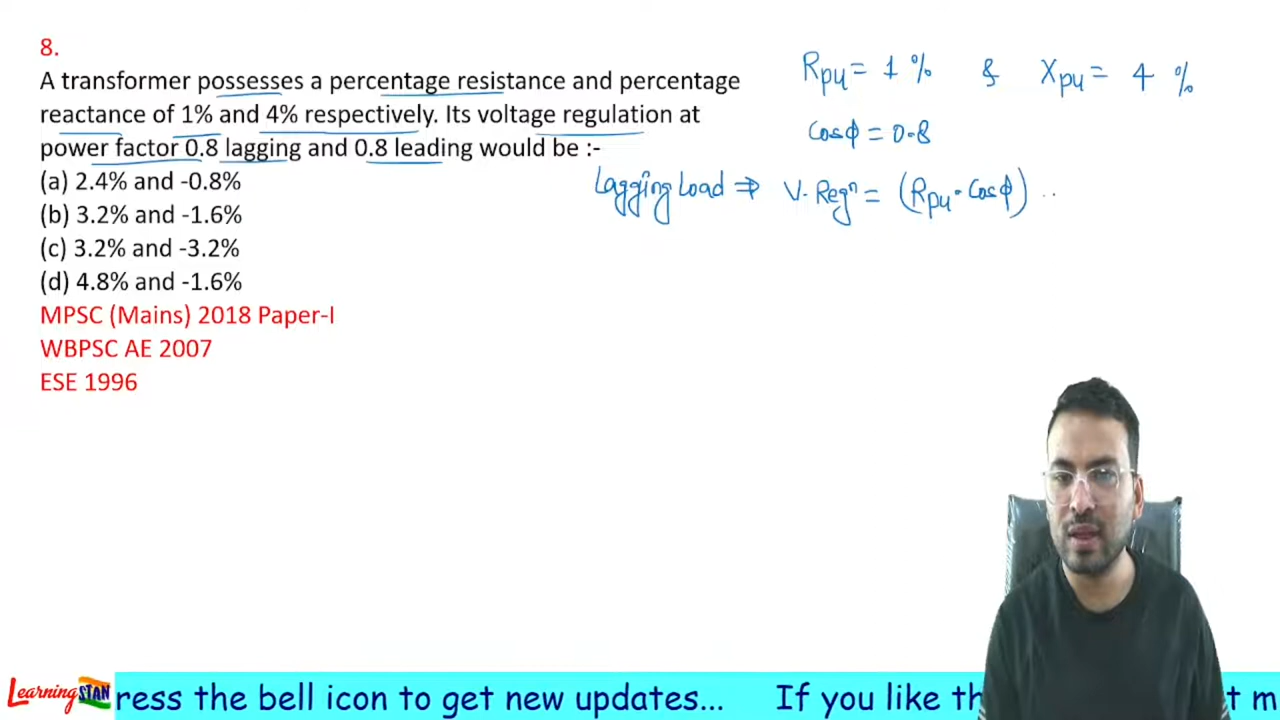 8.
A transformer possesses a percentage resistance and percentage
reactance of 1% and 4% respectively. Its voltage regulation at
power factor 0.8 lagging and 0.8 leading would be :-
(a) 2.4% and -0.8%
(b) 3.2% and -1.6%
(c) 3.2% and -3.2%
(d) 4.8% and -1.6%
MPSC (Mains) 2018 Paper-I
WBPSC AE 2007
ESE 1996
Rpu = 1 % & Xpu = 4 %
cosϕ = 0.8
Lagging Load ⇒ V. Regⁿ = (Rpu · Cosϕ)
LearningSTAN
ress the bell icon to get new updates... If you like th t m